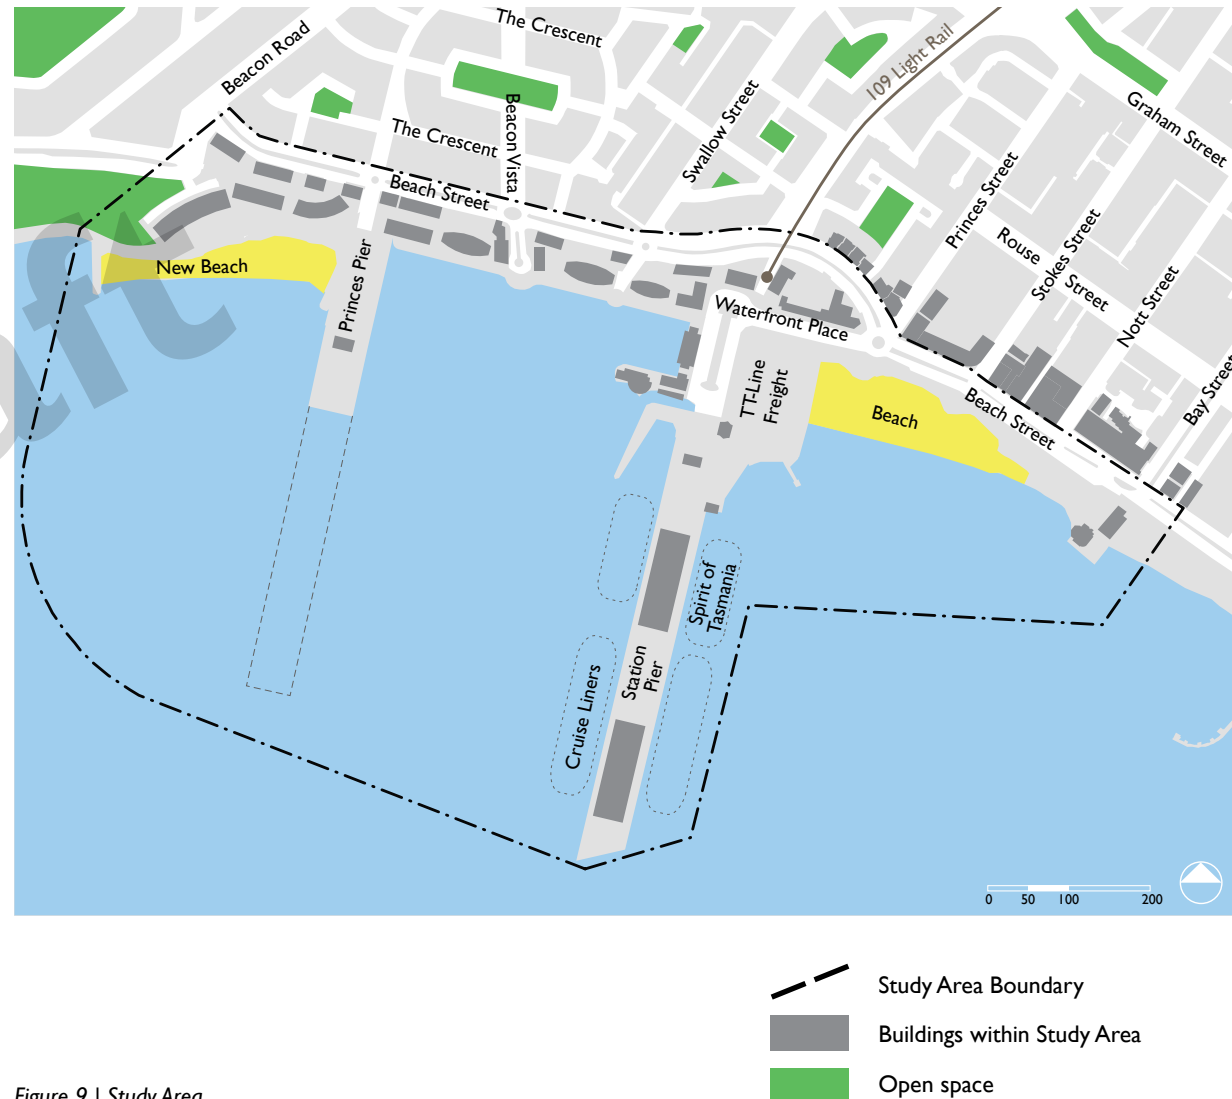 The Crescent
Beacon Road
109 Light Rail
Graham Street
Beacon Vista
The Crescent
Swallow Street
Beach Street
Princes Street
Rouse Street
Stokes Street
Nott Street
Bay Street
New Beach
Princes Pier
Waterfront Place
TT-Line
Freight
Beach
Beach Street
Spirit of
Tasmania
Station
Pier
Cruise Liners
0 50 100 200
Study Area Boundary
Buildings within Study Area
Open space
Figure 9 | Study Area